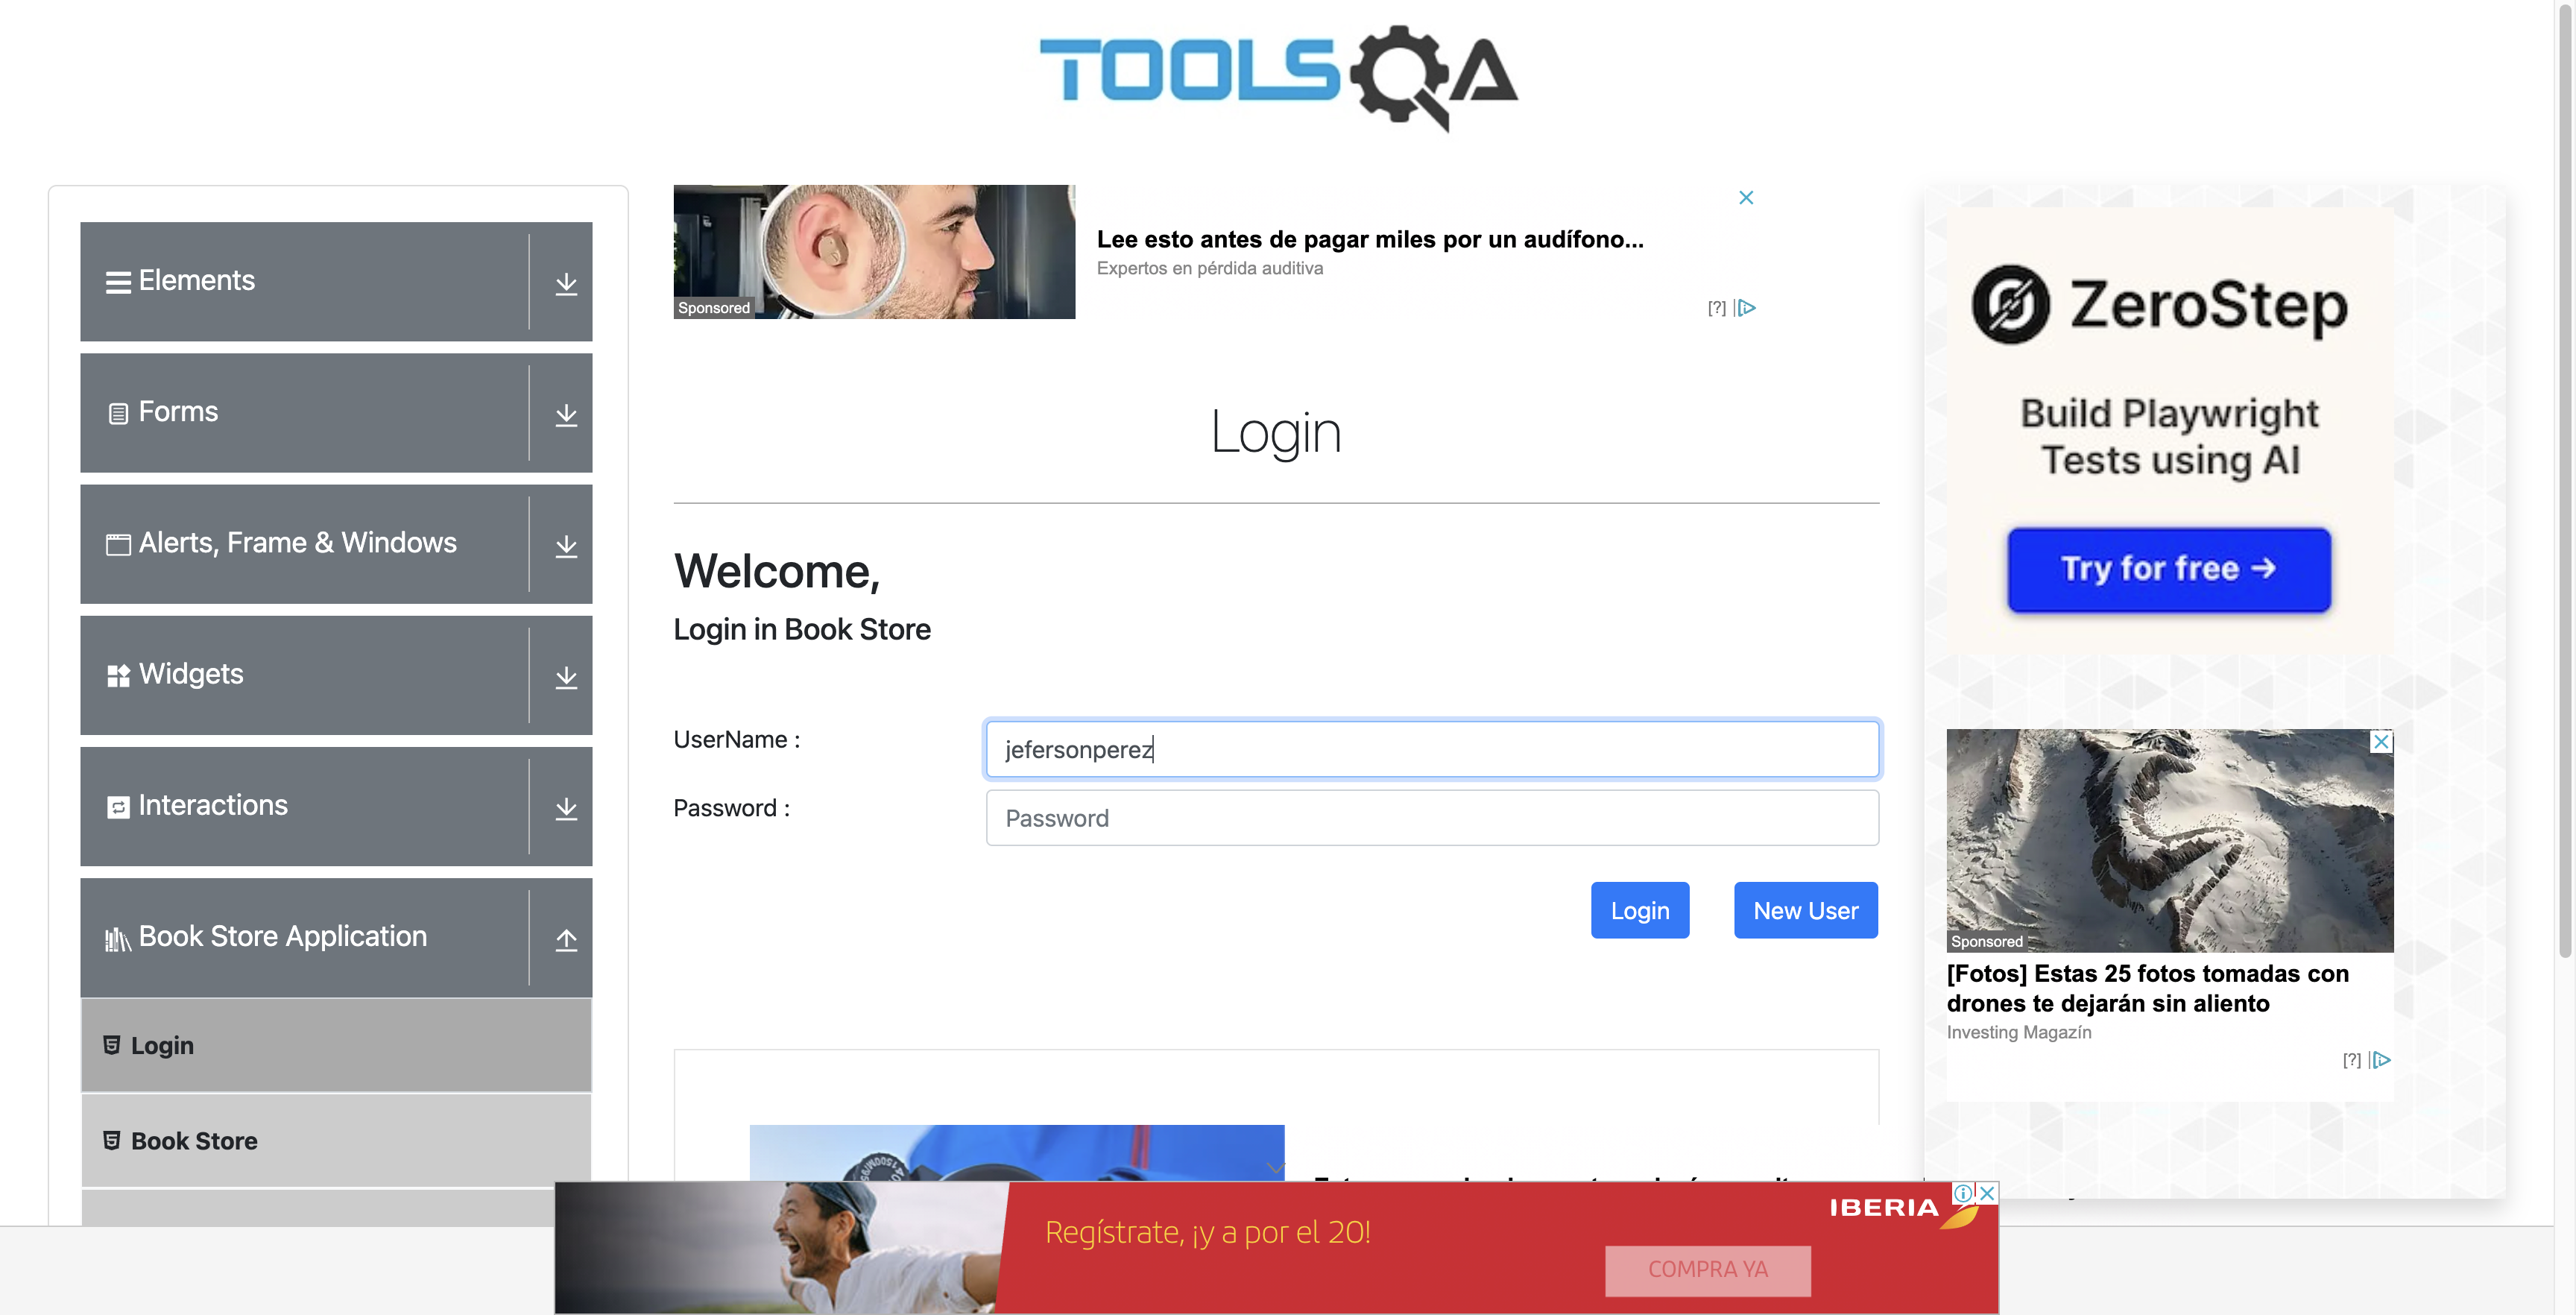 TOOLSQA
Elements
Forms
Alerts, Frame & Windows
Widgets
Interactions
Book Store Application
Login
Book Store
Sponsored
Lee esto antes de pagar miles por un audífono...
Expertos en pérdida auditiva
[?]
Login
Welcome,
Login in Book Store
UserName :
jefersonperez
Password :
Password
Login
New User
ZeroStep
Build Playwright
Tests using AI
Try for free →
Sponsored
[Fotos] Estas 25 fotos tomadas con
drones te dejarán sin aliento
Investing Magazín
[?]
Regístrate, ¡y a por el 20!
IBERIA
COMPRA YA